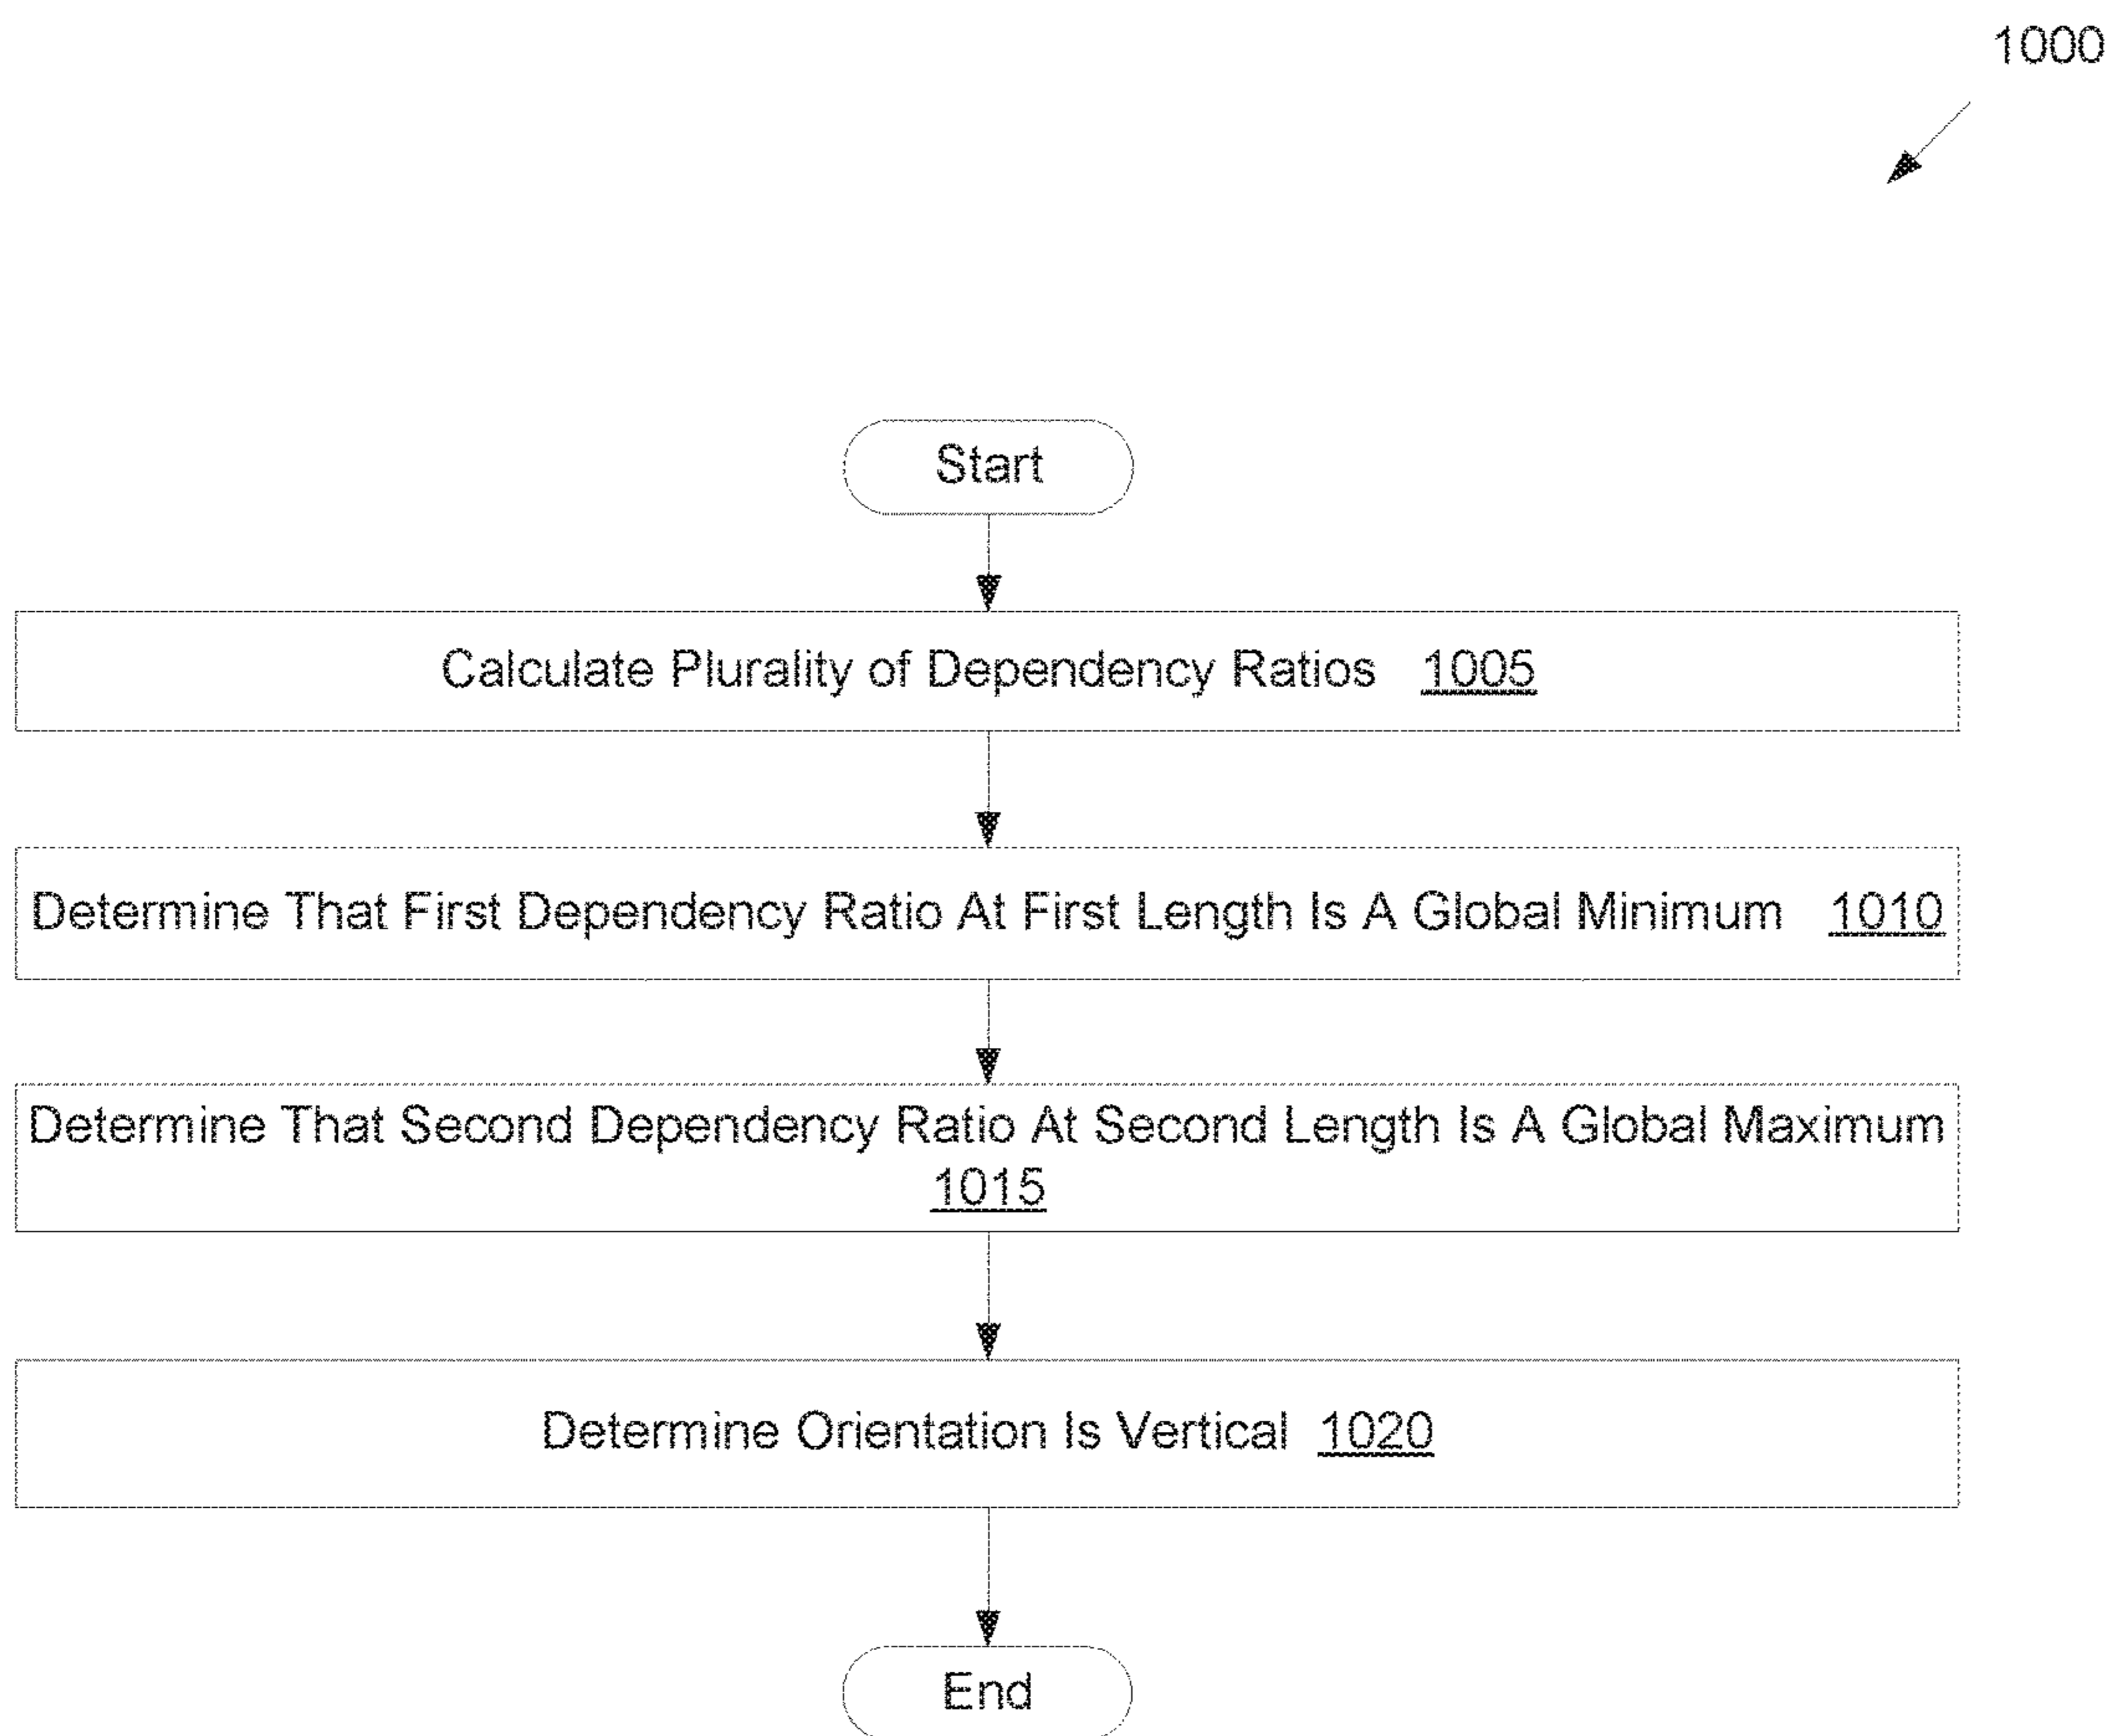 1000
Start
Calculate Plurality of Dependency Ratios 1005
Determine That First Dependency Ratio At First Length Is A Global Minimum 1010
Determine That Second Dependency Ratio At Second Length Is A Global Maximum
1015
Determine Orientation Is Vertical 1020
End